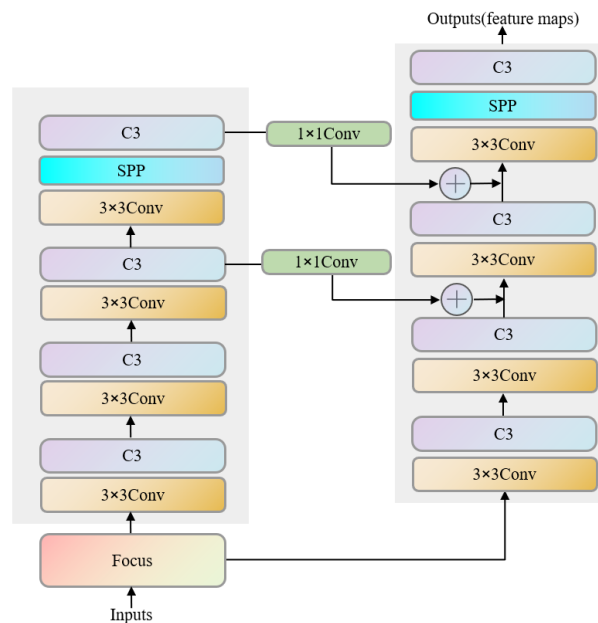 Outputs(feature maps)
C3
SPP
3×3Conv
C3
3×3Conv
C3
3×3Conv
C3
3×3Conv
1×1Conv
1×1Conv
C3
SPP
3×3Conv
C3
3×3Conv
C3
3×3Conv
C3
3×3Conv
Focus
Inputs